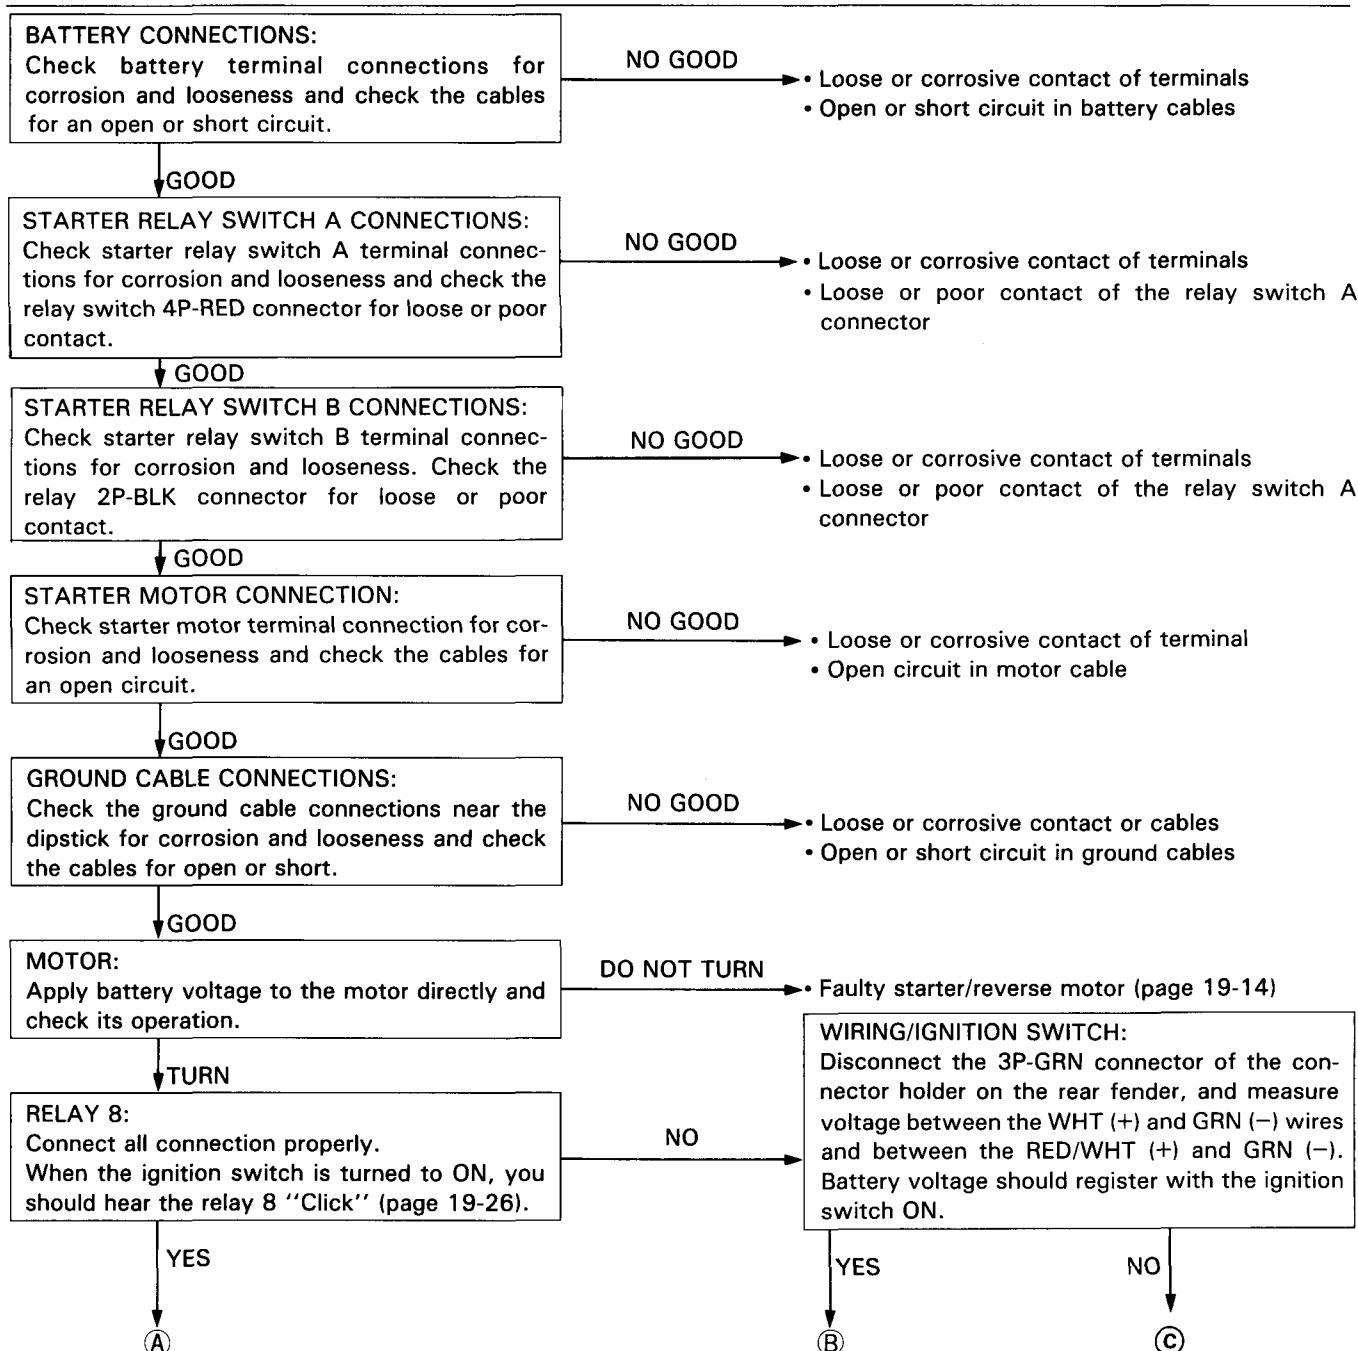 BATTERY CONNECTIONS:
Check battery terminal connections for
corrosion and looseness and check the cables
for an open or short circuit.
NO GOOD
• Loose or corrosive contact of terminals
• Open or short circuit in battery cables
GOOD
STARTER RELAY SWITCH A CONNECTIONS:
Check starter relay switch A terminal connec-
tions for corrosion and looseness and check the
relay switch 4P-RED connector for loose or poor
contact.
NO GOOD
• Loose or corrosive contact of terminals
• Loose or poor contact of the relay switch A
connector
GOOD
STARTER RELAY SWITCH B CONNECTIONS:
Check starter relay switch B terminal connec-
tions for corrosion and looseness. Check the
relay 2P-BLK connector for loose or poor
contact.
NO GOOD
• Loose or corrosive contact of terminals
• Loose or poor contact of the relay switch A
connector
GOOD
STARTER MOTOR CONNECTION:
Check starter motor terminal connection for cor-
rosion and looseness and check the cables for
an open circuit.
NO GOOD
• Loose or corrosive contact of terminal
• Open circuit in motor cable
GOOD
GROUND CABLE CONNECTIONS:
Check the ground cable connections near the
dipstick for corrosion and looseness and check
the cables for open or short.
NO GOOD
• Loose or corrosive contact or cables
• Open or short circuit in ground cables
GOOD
MOTOR:
Apply battery voltage to the motor directly and
check its operation.
DO NOT TURN
• Faulty starter/reverse motor (page 19-14)
TURN
RELAY 8:
Connect all connection properly.
When the ignition switch is turned to ON, you
should hear the relay 8 ''Click'' (page 19-26).
NO
WIRING/IGNITION SWITCH:
Disconnect the 3P-GRN connector of the con-
nector holder on the rear fender, and measure
voltage between the WHT (+) and GRN (−) wires
and between the RED/WHT (+) and GRN (−).
Battery voltage should register with the ignition
switch ON.
YES
YES
NO
Ⓐ
Ⓑ
Ⓒ